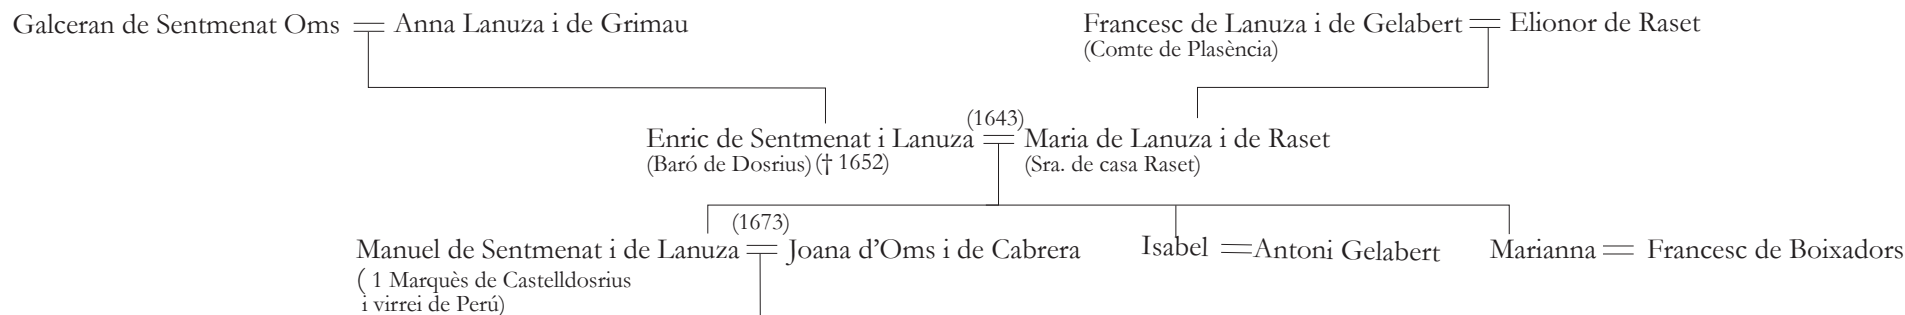 Galceran de Sentmenat Oms Anna Lanuza i de Grimau
Francesc de Lanuza i de Gelabert Elionor de Raset
(Comte de Plasència)
(1643)
Enric de Sentmenat i Lanuza Maria de Lanuza i de Raset
(Baró de Dosrius) († 1652) (Sra. de casa Raset)
(1673)
Manuel de Sentmenat i de Lanuza Joana d’Oms i de Cabrera Isabel Antoni Gelabert Marianna Francesc de Boixadors
( 1 Marquès de Castelldosrius
i virrei de Perú)